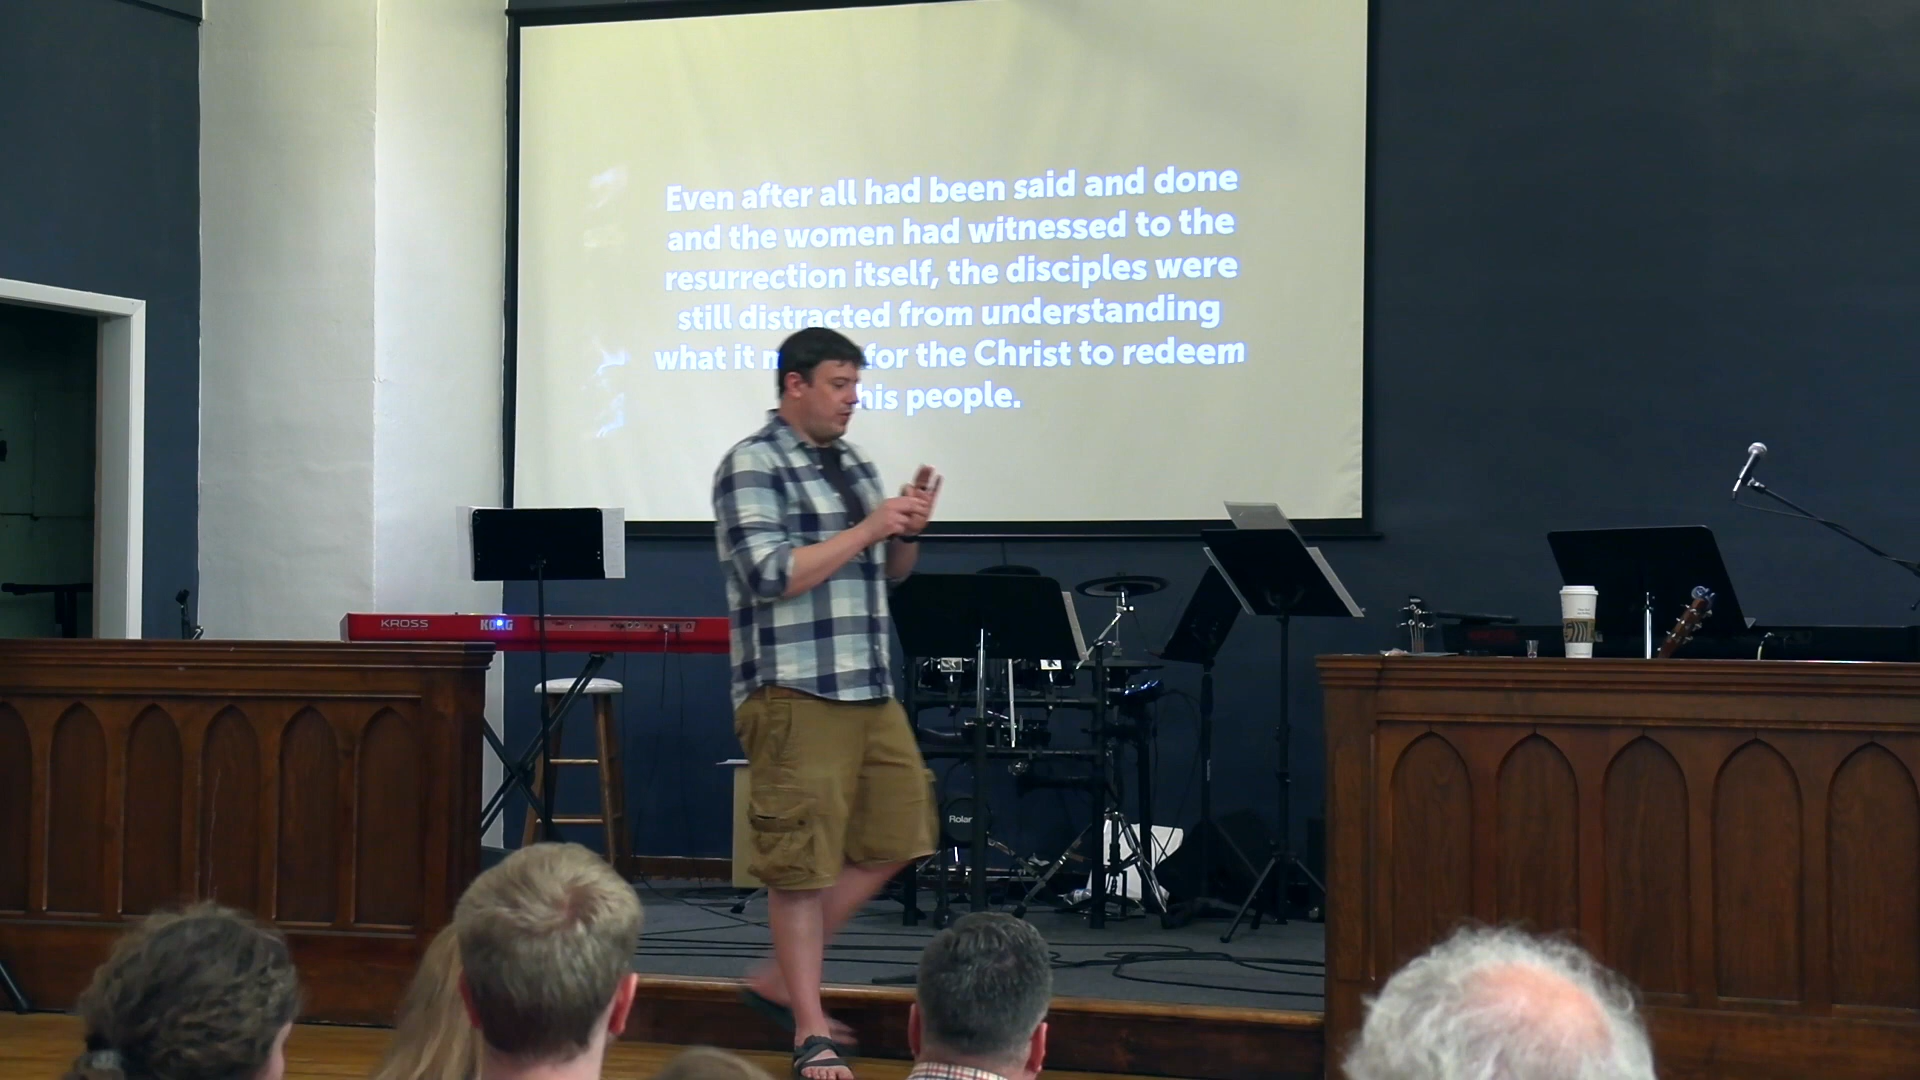 Even after all had been said and done
and the women had witnessed to the
resurrection itself, the disciples were
still distracted from understanding
what it for the Christ to redeem
his people.
KROSS
KORG
Roland